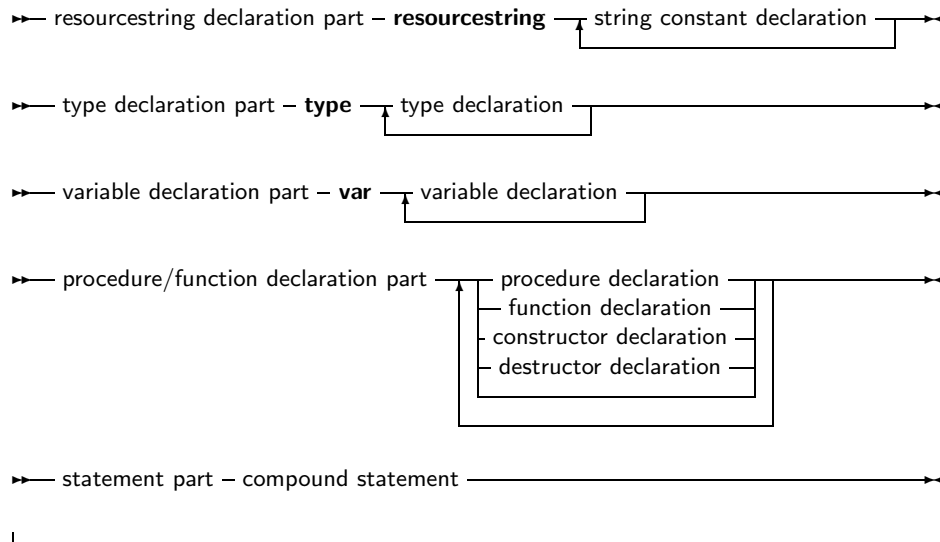 resourcestring declaration part resourcestring string constant declaration
type declaration part type type declaration
variable declaration part var variable declaration
procedure/function declaration part procedure declaration
function declaration
constructor declaration
destructor declaration
statement part compound statement